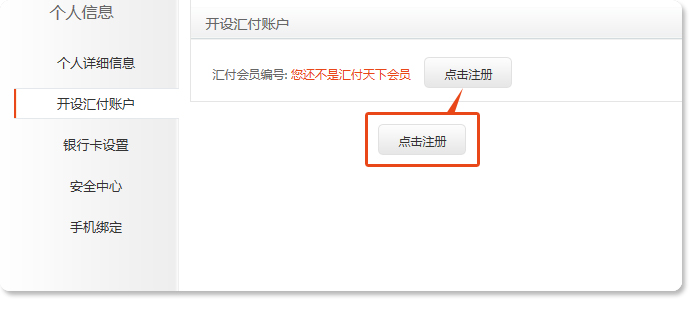 个人信息
个人详细信息
开设汇付账户
银行卡设置
安全中心
手机绑定
开设汇付账户
汇付会员编号: 您还不是汇付天下会员 点击注册
点击注册